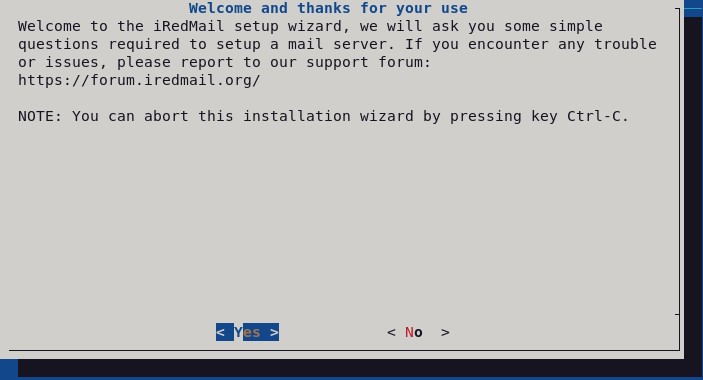 Welcome and thanks for your use
Welcome to the iRedMail setup wizard, we will ask you some simple
questions required to setup a mail server. If you encounter any trouble
or issues, please report to our support forum:
https://forum.iredmail.org/
NOTE: You can abort this installation wizard by pressing key Ctrl-C.
< Yes > < No >